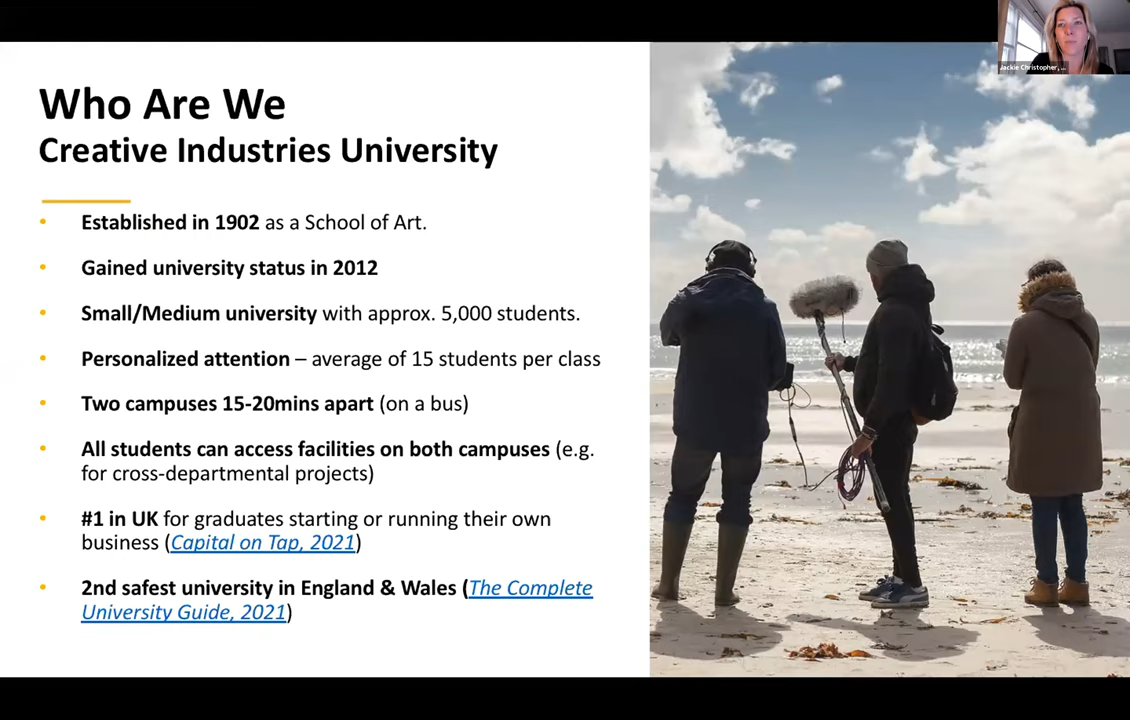 Who Are We
Creative Industries University
• Established in 1902 as a School of Art.
• Gained university status in 2012
• Small/Medium university with approx. 5,000 students.
• Personalized attention – average of 15 students per class
• Two campuses 15-20mins apart (on a bus)
• All students can access facilities on both campuses (e.g.
for cross-departmental projects)
• #1 in UK for graduates starting or running their own
business (Capital on Tap, 2021)
• 2nd safest university in England & Wales (The Complete
University Guide, 2021)
Jackie Christopher, ...